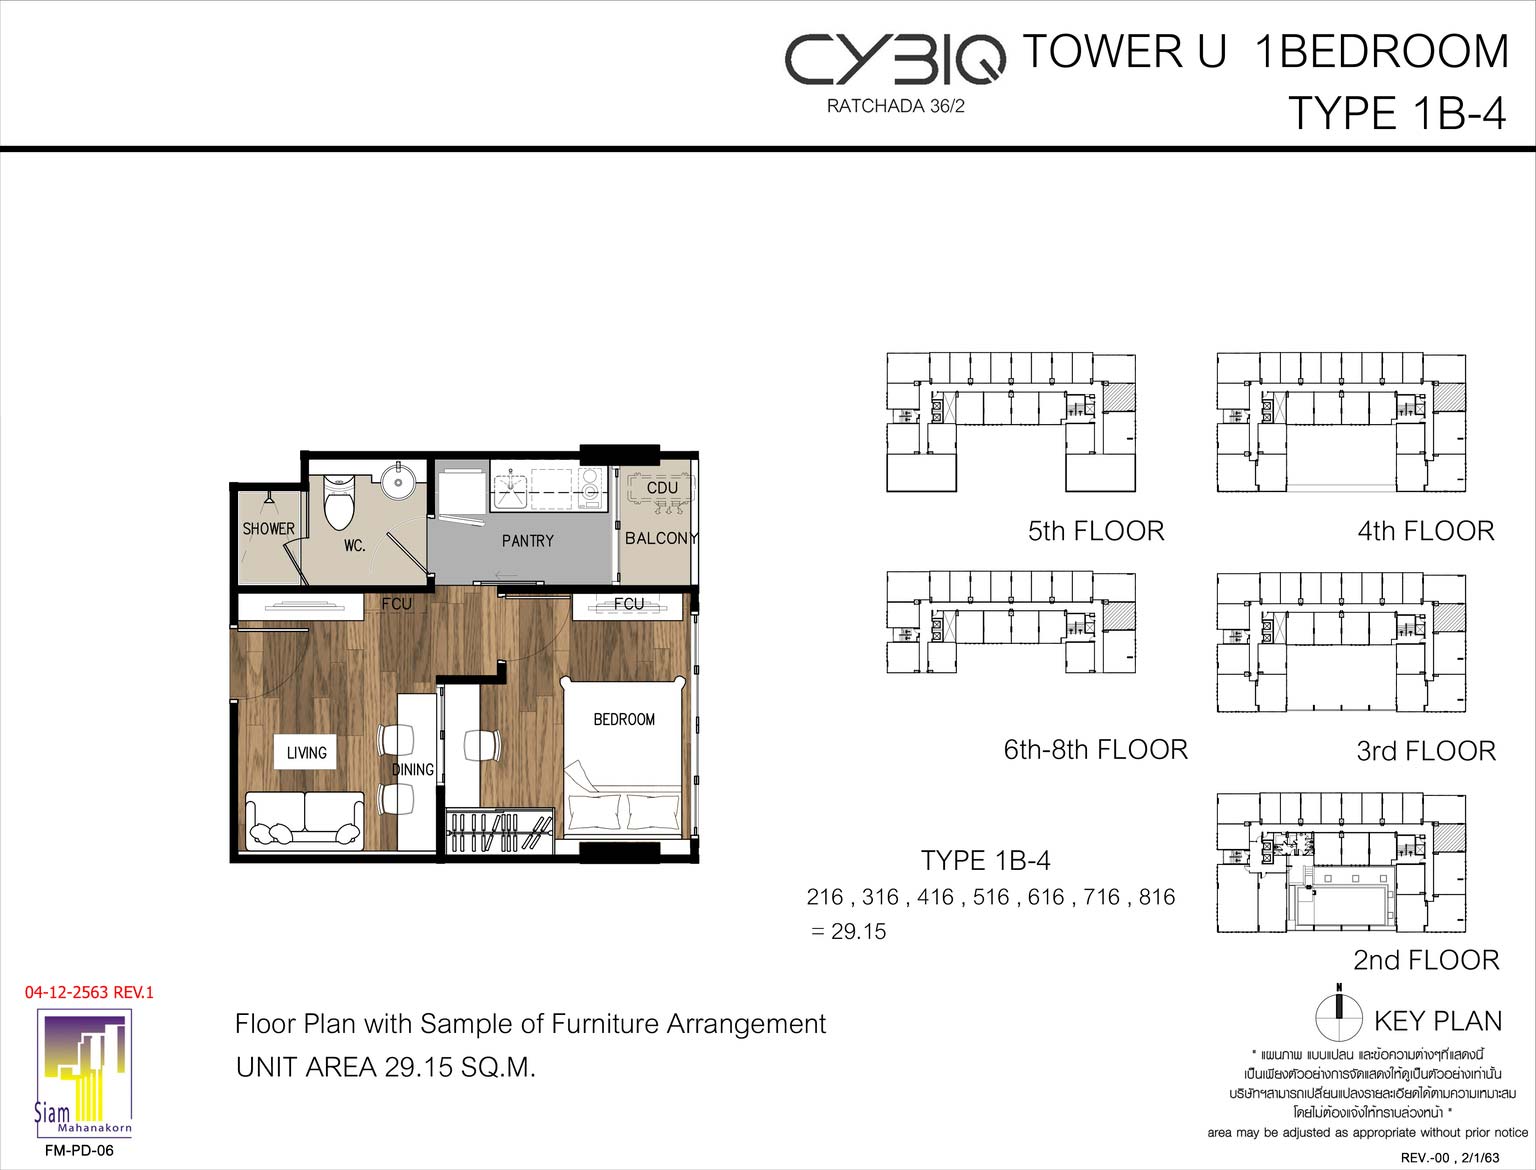 CYBIQ TOWER U 1BEDROOM
RATCHADA 36/2
TYPE 1B-4
SHOWER
WC.
PANTRY
CDU
BALCONY
FCU
FCU
LIVING
DINING
BEDROOM
5th FLOOR
4th FLOOR
6th-8th FLOOR
3rd FLOOR
TYPE 1B-4
216 , 316 , 416 , 516 , 616 , 716 , 816
= 29.15
2nd FLOOR
N
KEY PLAN
04-12-2563 REV.1
Siam
Mahanakorn
FM-PD-06
Floor Plan with Sample of Furniture Arrangement
UNIT AREA 29.15 SQ.M.
" แผนภาพ แบบแปลน และข้อความต่างๆที่แสดงนี้
เป็นเพียงตัวอย่างการจัดแสดงให้ดูเป็นตัวอย่างเท่านั้น
บริษัทฯสามารถเปลี่ยนแปลงรายละเอียดได้ตามความเหมาะสม
โดยไม่ต้องแจ้งให้ทราบล่วงหน้า "
area may be adjusted as appropriate without prior notice
REV.-00 , 2/1/63